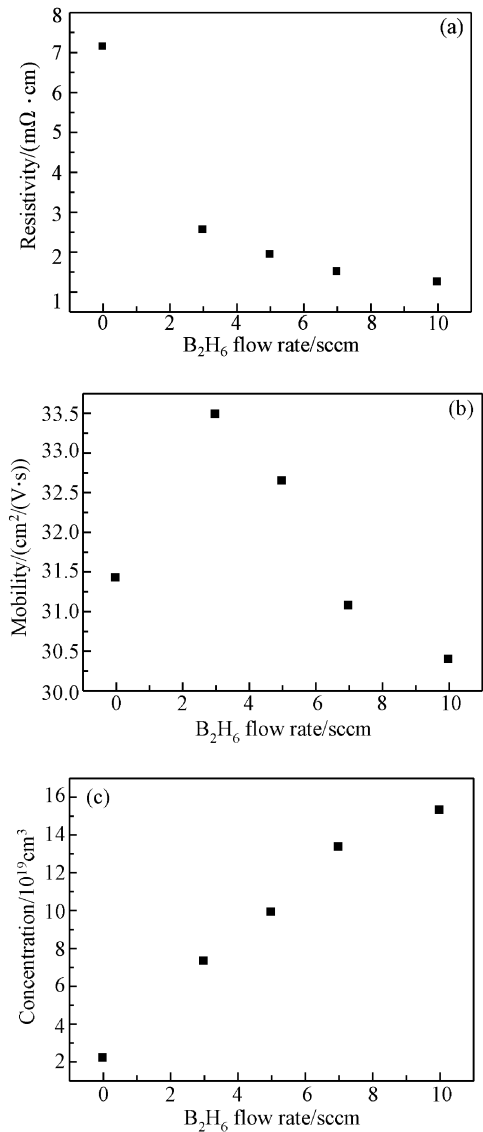 (a)
8
7
6
5
4
3
2
1
Resistivity/(mΩ·cm)
0 2 4 6 8 10
B₂H₆ flow rate/sccm
(b)
33.5
33.0
32.5
32.0
31.5
31.0
30.5
30.0
Mobility/(cm²/(V·s))
0 2 4 6 8 10
B₂H₆ flow rate/sccm
(c)
16
14
12
10
8
6
4
2
Concentration/10¹⁹cm³
0 2 4 6 8 10
B₂H₆ flow rate/sccm